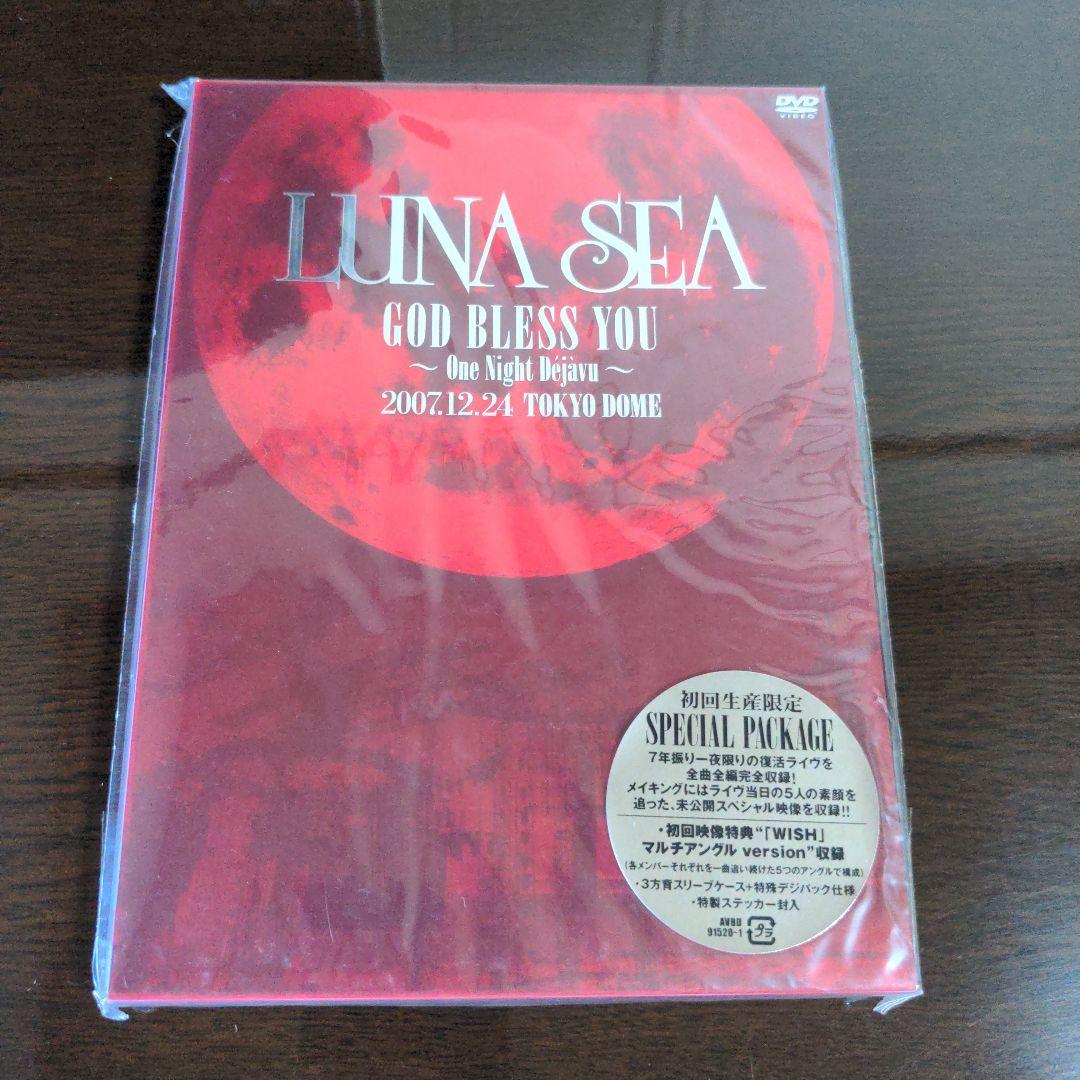 DVD
VIDEO
LUNA SEA
GOD BLESS YOU
～One Night Déjàvu～
2007.12.24 TOKYO DOME
初回生産限定
SPECIAL PACKAGE
7年振り一夜限りの復活ライヴを
全曲全編完全収録!
メイキングにはライヴ当日の5人の素顔を
追った、未公開スペシャル映像を収録!!
・初回映像特典“「WISH」
マルチアングル version”収録
(各メンバーそれぞれを一曲追い続けた5つのアングルで構成)
・3方背スリーブケース+特殊デジパック仕様
・特製ステッカー封入
AVBD
91520-1 プラ